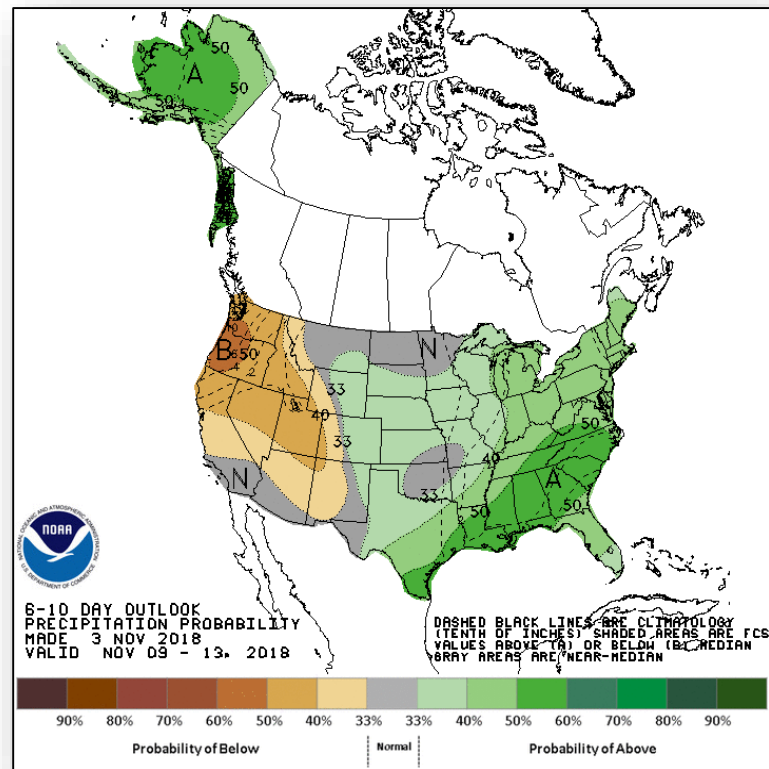 50
A
50
50
B
50
N
33
40
33
N
33
40
50
A
50
50
NOAA
NATIONAL OCEANIC AND ATMOSPHERIC ADMINISTRATION
U.S. DEPARTMENT OF COMMERCE
6-10 DAY OUTLOOK
PRECIPITATION PROBABILITY
MADE 3 NOV 2018
VALID NOV 09 - 13, 2018
DASHED BLACK LINES ARE CLIMATOLOGY
(TENTH OF INCHES) SHADED AREAS ARE FCST
VALUES ABOVE (A) OR BELOW (B) MEDIAN
GRAY AREAS ARE NEAR-MEDIAN
90% 80% 70% 60% 50% 40% 33% 33% 40% 50% 60% 70% 80% 90%
Probability of Below Normal Probability of Above